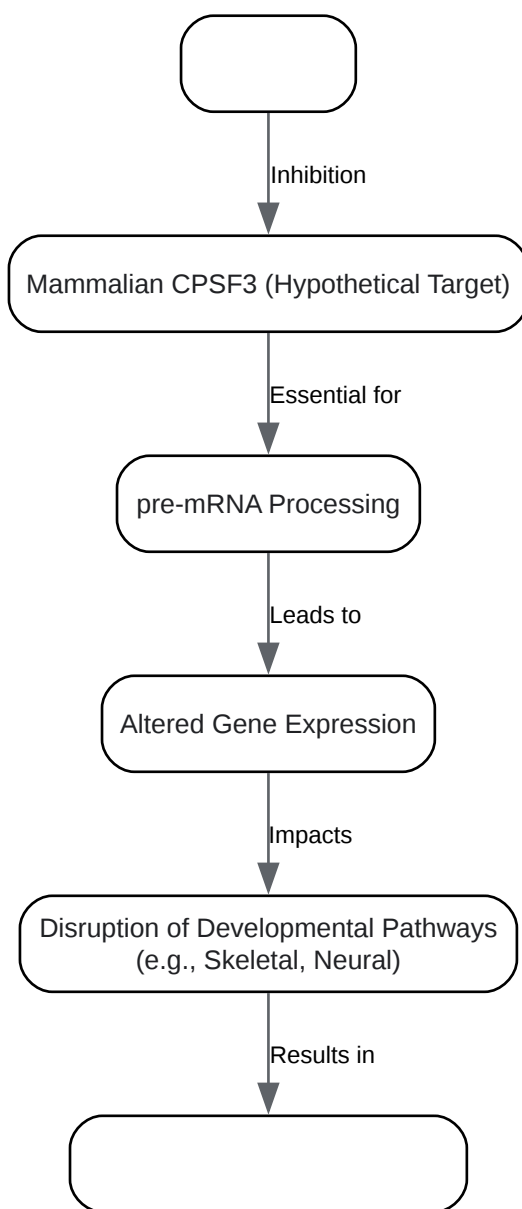 Inhibition
Mammalian CPSF3 (Hypothetical Target)
Essential for
pre-mRNA Processing
Leads to
Altered Gene Expression
Impacts
Disruption of Developmental Pathways
(e.g., Skeletal, Neural)
Results in